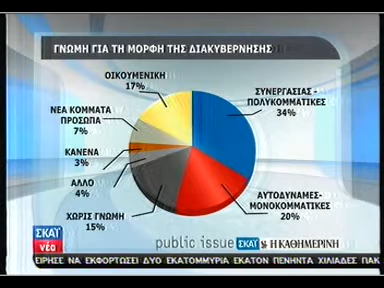 ΓΝΩΜΗ ΓΙΑ ΤΗ ΜΟΡΦΗ ΤΗΣ ΔΙΑΚΥΒΕΡΝΗΣΗΣ
ΟΙΚΟΥΜΕΝΙΚΗ
17%
ΣΥΝΕΡΓΑΣΙΑΣ -
ΠΟΛΥΚΟΜΜΑΤΙΚΕΣ
34%
ΝΕΑ ΚΟΜΜΑΤΑ
ΠΡΟΣΩΠΑ
7%
ΚΑΝΕΝΑ
3%
ΑΛΛΟ
4%
ΧΩΡΙΣ ΓΝΩΜΗ
15%
ΑΥΤΟΔΥΝΑΜΕΣ-
ΜΟΝΟΚΟΜΜΑΤΙΚΕΣ
20%
public issue ΣΚΑΪ Η ΚΑΘΗΜΕΡΙΝΗ
ΣΚΑΪ
νέα
ΕΙΡΗΣΕ ΝΑ ΕΚΦΟΡΤΩΣΕΙ ΔΥΟ ΕΚΑΤΟΜΜΥΡΙΑ ΕΚΑΤΟΝ ΠΕΝΗΝΤΑ ΧΙΛΙΑΔΕΣ ΠΑΚ